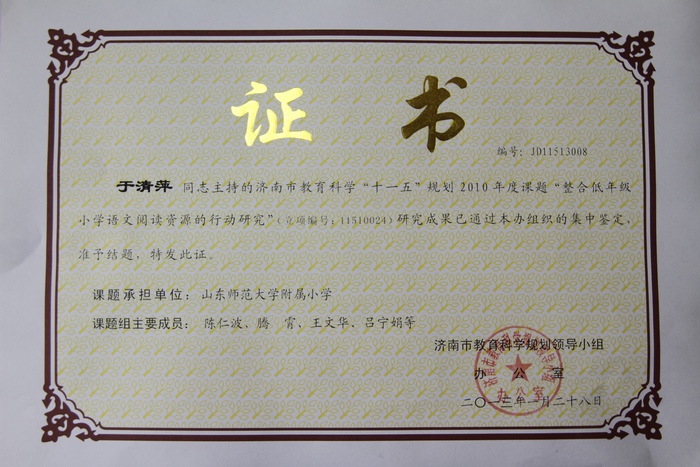 证 书
编号：JD11513008
于清萍 同志主持的济南市教育科学“十一五”规划2010年度课题“整合低年级
小学语文阅读资源的行动研究”（立项编号：11510024）研究成果已通过本办组织的集中鉴定，
准予结题，特发此证。
课题承担单位：山东师范大学附属小学
课题组主要成员：陈仁波、腾 霄、王文华、吕宁娟等
济南市教育科学规划领导小组
办 公 室
二〇一三年一月二十八日
办公室